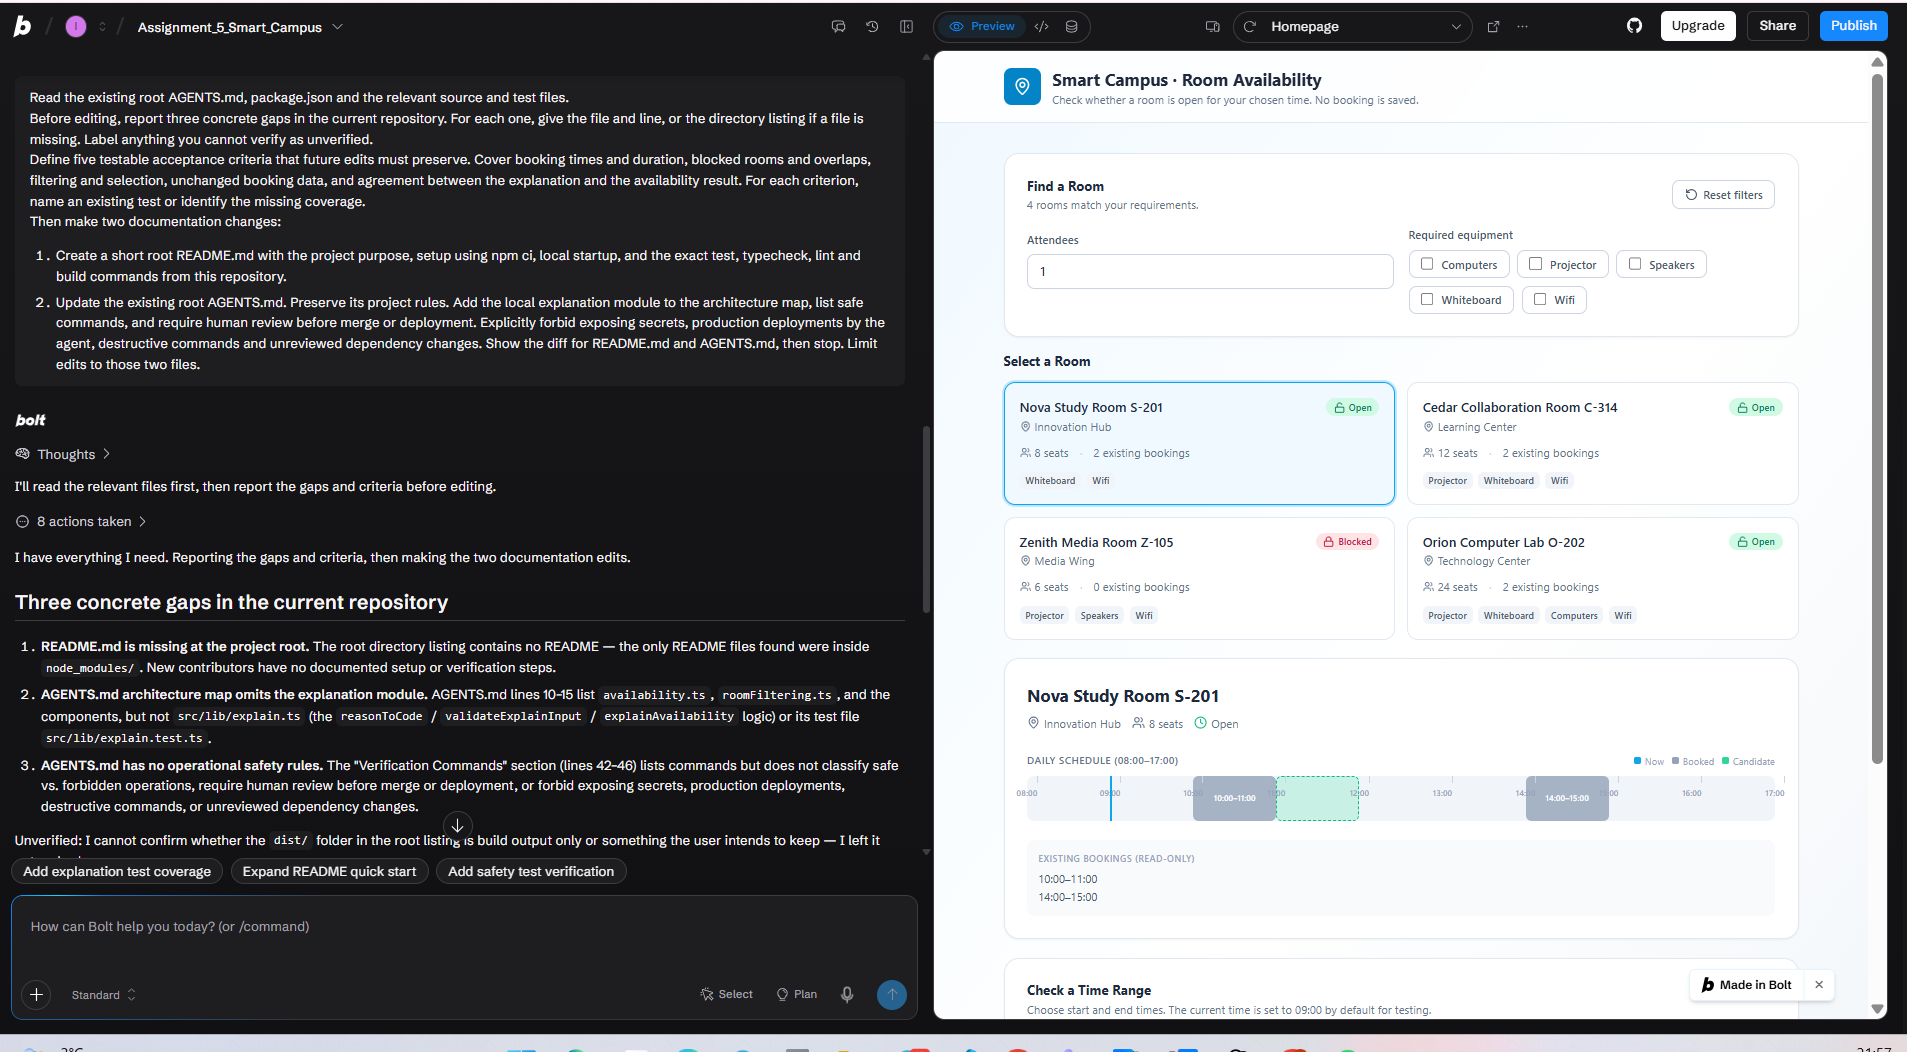 b / I / Assignment_5_Smart_Campus
Preview
Homepage
Upgrade
Share
Publish
Read the existing root AGENTS.md, package.json and the relevant source and test files.
Before editing, report three concrete gaps in the current repository. For each one, give the file and line, or the directory listing if a file is
missing. Label anything you cannot verify as unverified.
Define five testable acceptance criteria that future edits must preserve. Cover booking times and duration, blocked rooms and overlaps,
filtering and selection, unchanged booking data, and agreement between the explanation and the availability result. For each criterion,
name an existing test or identify the missing coverage.
Then make two documentation changes:
1. Create a short root README.md with the project purpose, setup using npm ci, local startup, and the exact test, typecheck, lint and
build commands from this repository.
2. Update the existing root AGENTS.md. Preserve its project rules. Add the local explanation module to the architecture map, list safe
commands, and require human review before merge or deployment. Explicitly forbid exposing secrets, production deployments by the
agent, destructive commands and unreviewed dependency changes. Show the diff for README.md and AGENTS.md, then stop. Limit
edits to those two files.
bolt
Thoughts
I'll read the relevant files first, then report the gaps and criteria before editing.
8 actions taken
I have everything I need. Reporting the gaps and criteria, then making the two documentation edits.
Three concrete gaps in the current repository
1. README.md is missing at the project root. The root directory listing contains no README — the only README files found were inside
node_modules/ . New contributors have no documented setup or verification steps.
2. AGENTS.md architecture map omits the explanation module. AGENTS.md lines 10-15 list availability.ts , roomFiltering.ts , and the
components, but not src/lib/explain.ts (the reasonToCode / validateExplainInput / explainAvailability logic) or its test file
src/lib/explain.test.ts .
3. AGENTS.md has no operational safety rules. The "Verification Commands" section (lines 42-46) lists commands but does not classify safe
vs. forbidden operations, require human review before merge or deployment, or forbid exposing secrets, production deployments,
destructive commands, or unreviewed dependency changes.
Unverified: I cannot confirm whether the dist/ folder in the root listing is build output only or something the user intends to keep — I left it
Add explanation test coverage
Expand README quick start
Add safety test verification
How can Bolt help you today? (or /command)
Standard
Select
Plan
Smart Campus · Room Availability
Check whether a room is open for your chosen time. No booking is saved.
Find a Room
4 rooms match your requirements.
Reset filters
Attendees
1
Required equipment
Computers
Projector
Speakers
Whiteboard
Wifi
Select a Room
Nova Study Room S-201
Open
Innovation Hub
8 seats · 2 existing bookings
Whiteboard Wifi
Cedar Collaboration Room C-314
Open
Learning Center
12 seats · 2 existing bookings
Projector Whiteboard Wifi
Zenith Media Room Z-105
Blocked
Media Wing
6 seats · 0 existing bookings
Projector Speakers Wifi
Orion Computer Lab O-202
Open
Technology Center
24 seats · 2 existing bookings
Projector Whiteboard Computers Wifi
Nova Study Room S-201
Innovation Hub 8 seats Open
DAILY SCHEDULE (08:00–17:00)
Now Booked Candidate
08:00 09:00 10:00–11:00 12:00 13:00 14:00–15:00 16:00 17:00
EXISTING BOOKINGS (READ-ONLY)
10:00–11:00
14:00–15:00
Check a Time Range
Choose start and end times. The current time is set to 09:00 by default for testing.
b Made in Bolt